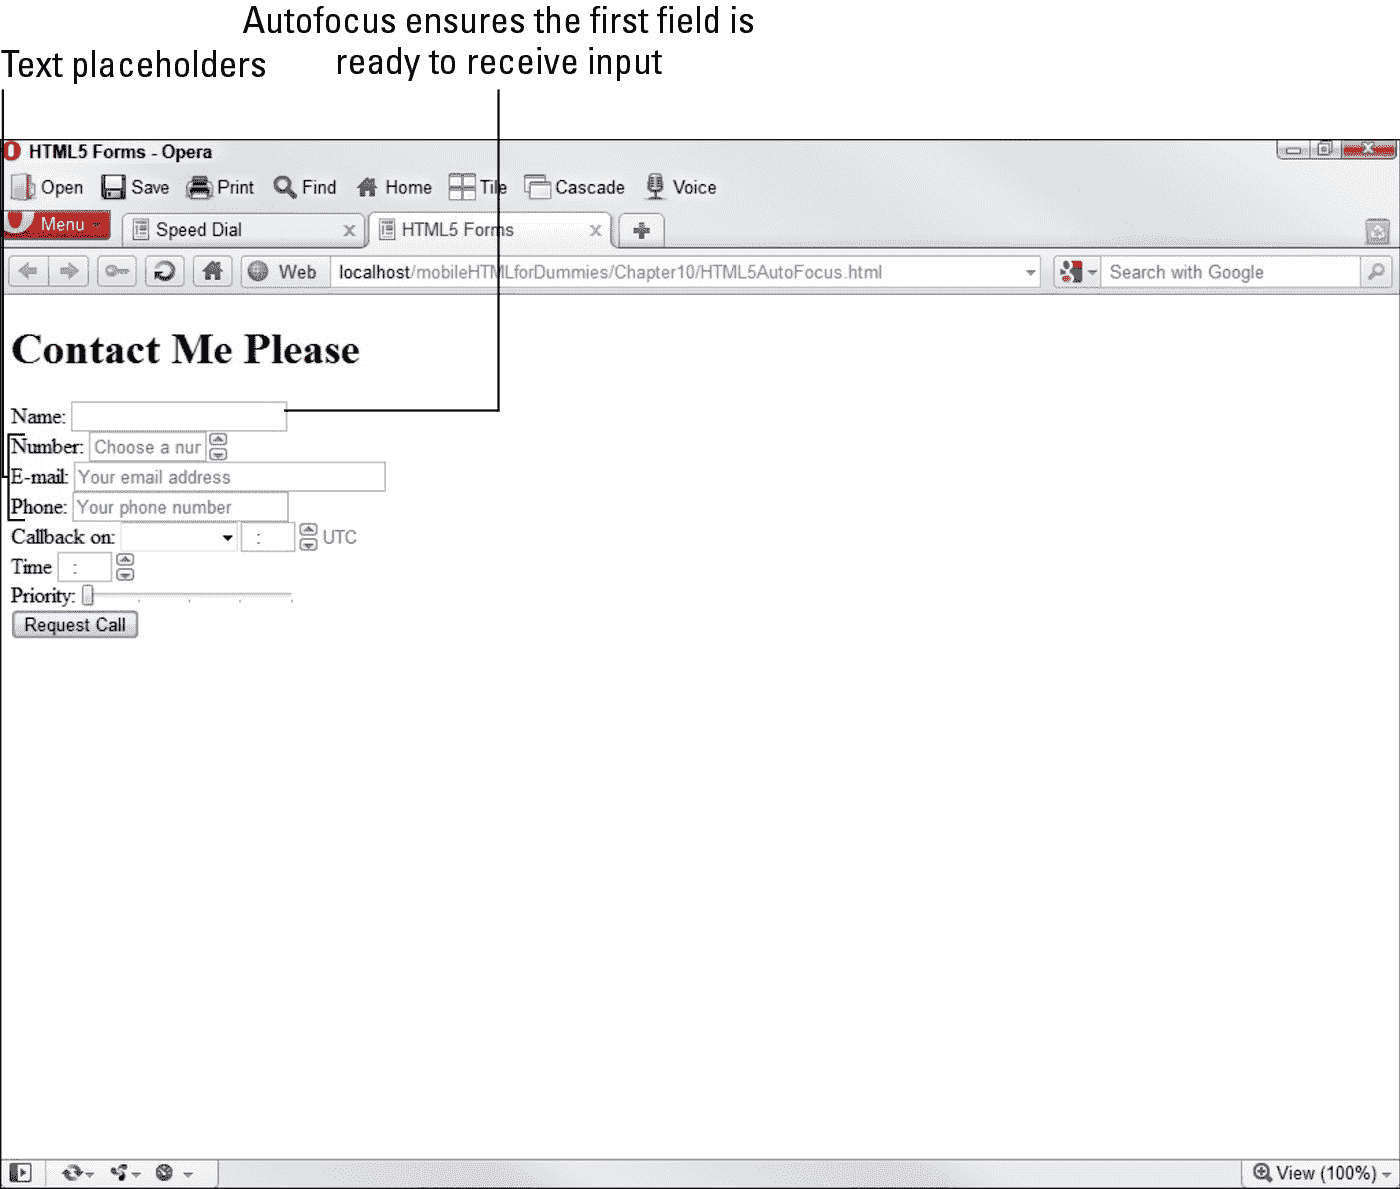 Autofocus ensures the first field is
ready to receive input
Text placeholders
HTML5 Forms - Opera
Open Save Print Find Home Tile Cascade Voice
Menu Speed Dial x HTML5 Forms x
Web localhost/mobileHTMLforDummies/Chapter10/HTML5AutoFocus.html Search with Google
Contact Me Please
Name:
Number: Choose a nur
E-mail: Your email address
Phone: Your phone number
Callback on: : UTC
Time :
Priority:
Request Call
View (100%)